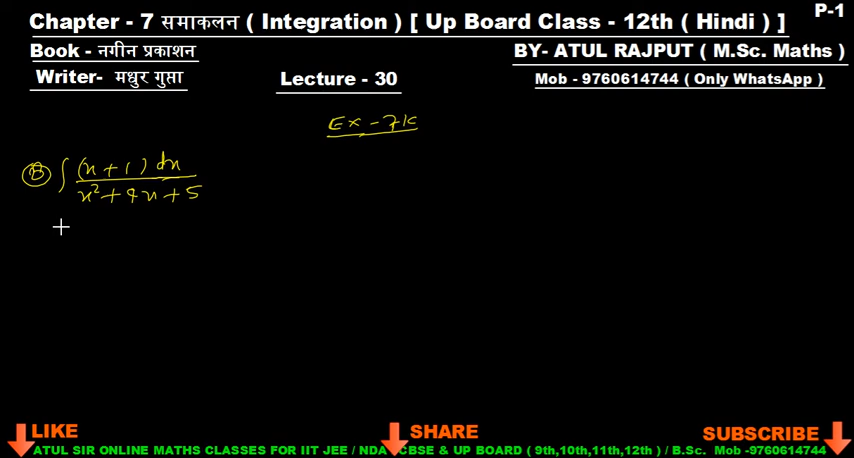 P-1
Chapter - 7 समाकलन ( Integration ) [ Up Board Class - 12th ( Hindi ) ]
Book - नगीन प्रकाशन
BY- ATUL RAJPUT ( M.Sc. Maths )
Writer- मधुर गुप्ता
Lecture - 30
Mob - 9760614744 ( Only WhatsApp )
Ex - 7K
∫ (x + 1) dx
x² + 4x + 5
LIKE
SHARE
SUBSCRIBE
ATUL SIR ONLINE MATHS CLASSES FOR IIT JEE / NDA CBSE & UP BOARD ( 9th,10th,11th,12th ) / B.Sc. Mob -9760614744